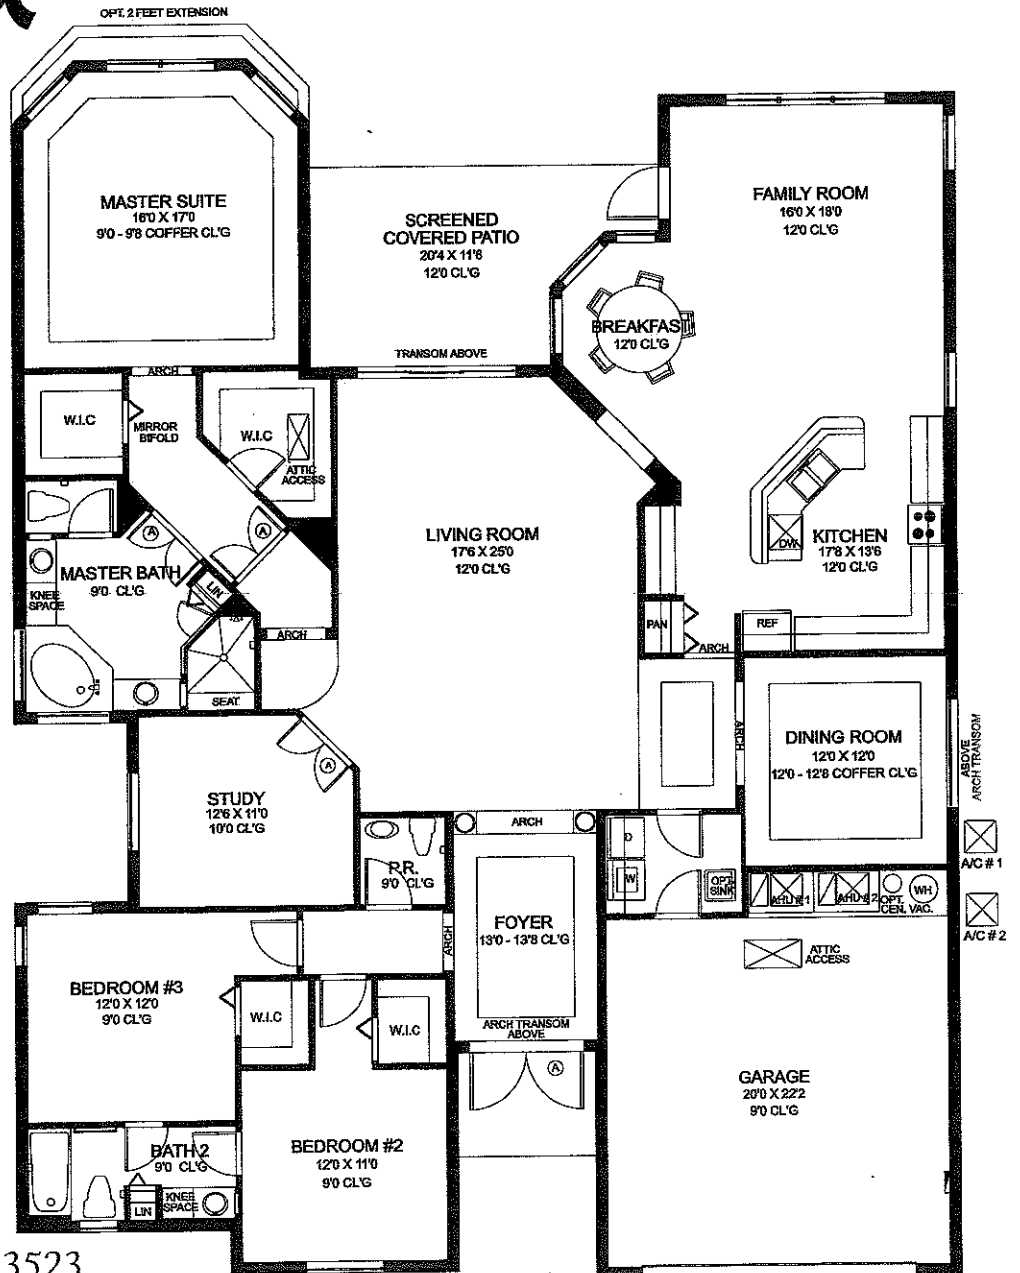 OPT. 2 FEET EXTENSION
MASTER SUITE
16'0 X 17'0
9'0 - 9'8 COFFER CL'G
SCREENED
COVERED PATIO
20'4 X 11'6
12'0 CL'G
FAMILY ROOM
16'0 X 18'0
12'0 CL'G
BREAKFAST
12'0 CL'G
TRANSOM ABOVE
ARCH
W.I.C
MIRROR
BIFOLD
W.I.C
ATTIC
ACCESS
A
A
LIVING ROOM
17'6 X 25'0
12'0 CL'G
DW
KITCHEN
17'8 X 13'6
12'0 CL'G
MASTER BATH
9'0 CL'G
KNEE
SPACE
LIN
ARCH
SEAT
PAN
REF
ARCH
ARCH
DINING ROOM
12'0 X 12'0
12'0 - 12'8 COFFER CL'G
ABOVE
ARCH TRANSOM
A
STUDY
12'6 X 11'0
10'0 CL'G
ARCH
P.R.
9'0 CL'G
D
W
OPT.
SINK
AHU # 1
AHU # 2
OPT.
CEN. VAC.
WH
A/C # 1
A/C # 2
FOYER
13'0 - 13'8 CL'G
ARCH
ATTIC
ACCESS
BEDROOM #3
12'0 X 12'0
9'0 CL'G
W.I.C
W.I.C
ARCH TRANSOM
ABOVE
A
GARAGE
20'0 X 22'2
9'0 CL'G
BATH 2
9'0 CL'G
BEDROOM #2
12'0 X 11'0
9'0 CL'G
LIN
KNEE
SPACE
3523